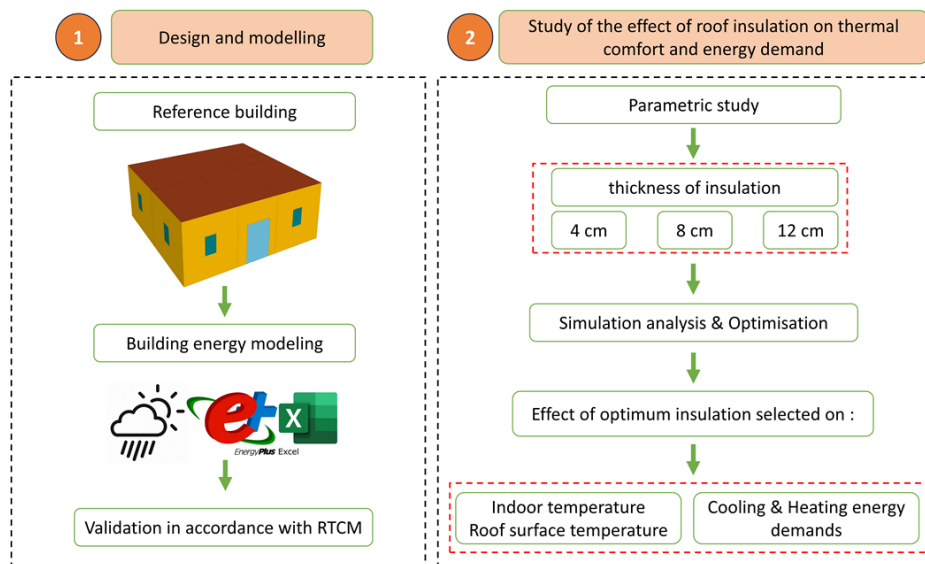 1
Design and modelling
Reference building
Building energy modeling
e+
X
EnergyPlus Excel
Validation in accordance with RTCM
2
Study of the effect of roof insulation on thermal
comfort and energy demand
Parametric study
thickness of insulation
4 cm 8 cm 12 cm
Simulation analysis & Optimisation
Effect of optimum insulation selected on :
Indoor temperature
Roof surface temperature
Cooling & Heating energy
demands